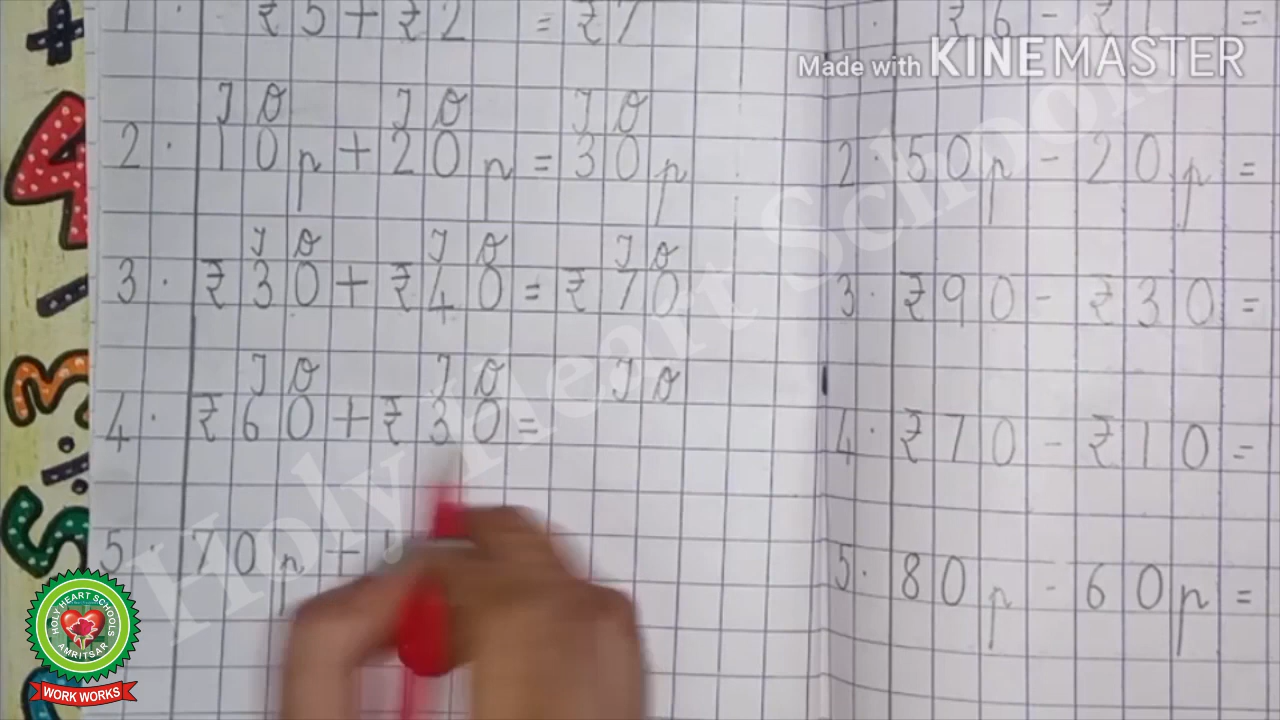 1. ₹5 + ₹2 = ₹7
T O T O T O
2. 10p + 20p = 30p
T O T O T O
3. ₹30 + ₹40 = ₹70
T O T O T O
4. ₹60 + ₹30 =
5 70p +
1. ₹6 - ₹1 =
2. 50p - 20p =
3. ₹90 - ₹30 =
4. ₹70 - ₹10 =
5. 80p - 60p =
Made with KINEMASTER
Holy Heart School
HOLY HEART SCHOOLS
AMRITSAR
WORK WORKS